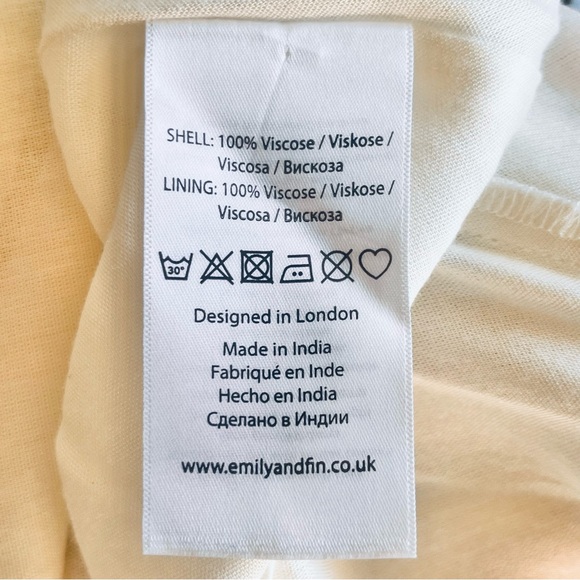 SHELL: 100% Viscose / Viskose /
Viscosa / Вискоза
LINING: 100% Viscose / Viskose /
Viscosa / Вискоза
30°
Designed in London
Made in India
Fabriqué en Inde
Hecho en India
Сделано в Индии
www.emilyandfin.co.uk